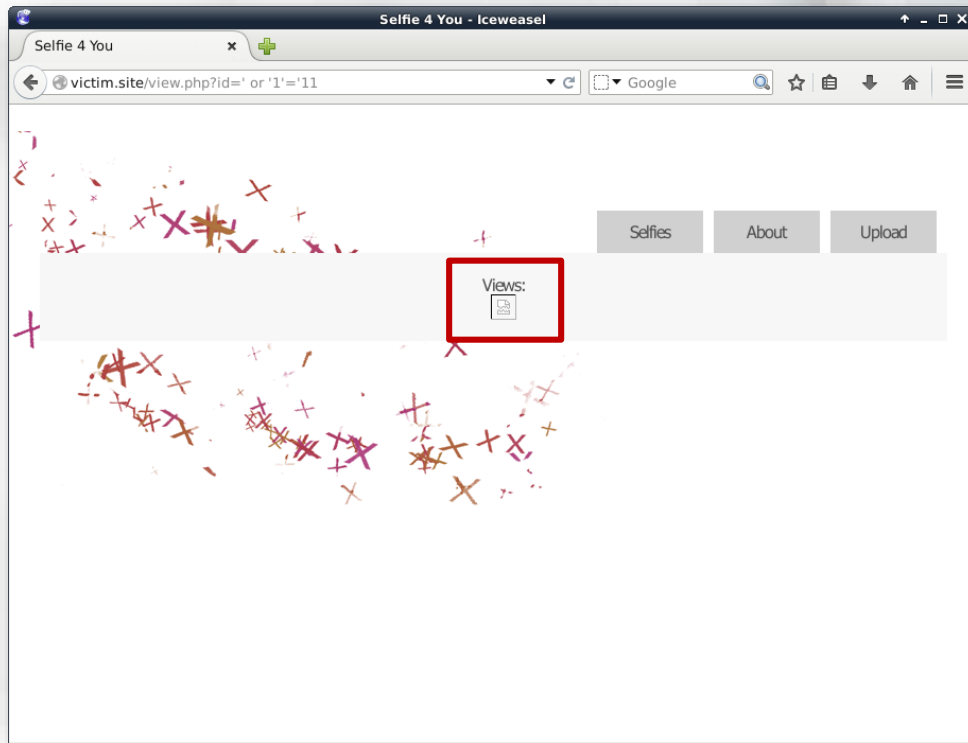 Selfie 4 You - Iceweasel
Selfie 4 You
victim.site/view.php?id=' or '1'='11
Google
Selfies About Upload
Views: